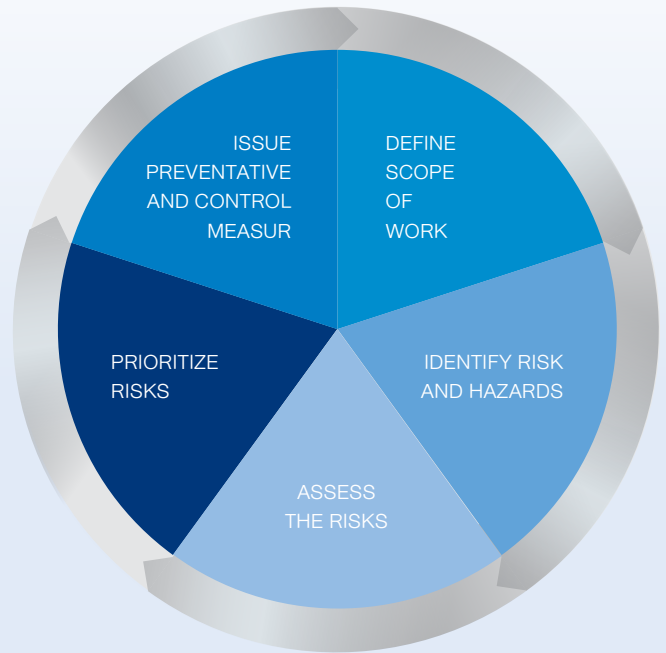 DEFINE
SCOPE
OF
WORK
IDENTIFY RISK
AND HAZARDS
ASSESS
THE RISKS
PRIORITIZE
RISKS
ISSUE
PREVENTATIVE
AND CONTROL
MEASUR